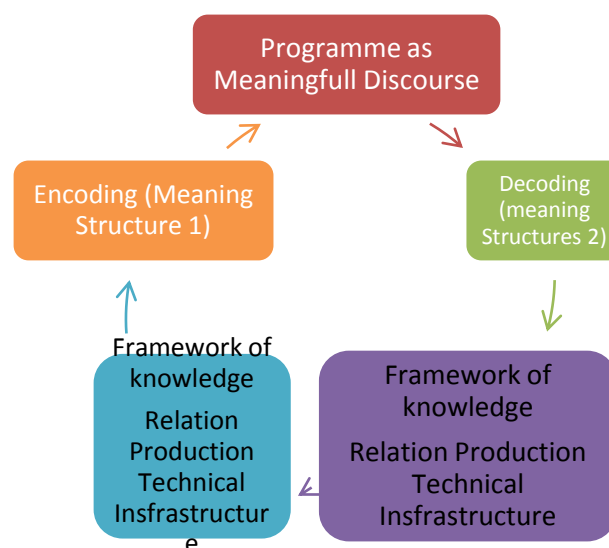 Programme as
Meaningfull Discourse
Encoding (Meaning
Structure 1)
Decoding
(meaning
Structures 2)
Framework of
knowledge
Relation
Production
Technical
Insfrastructur
e
Framework of
knowledge
Relation Production
Technical
Insfrastructure